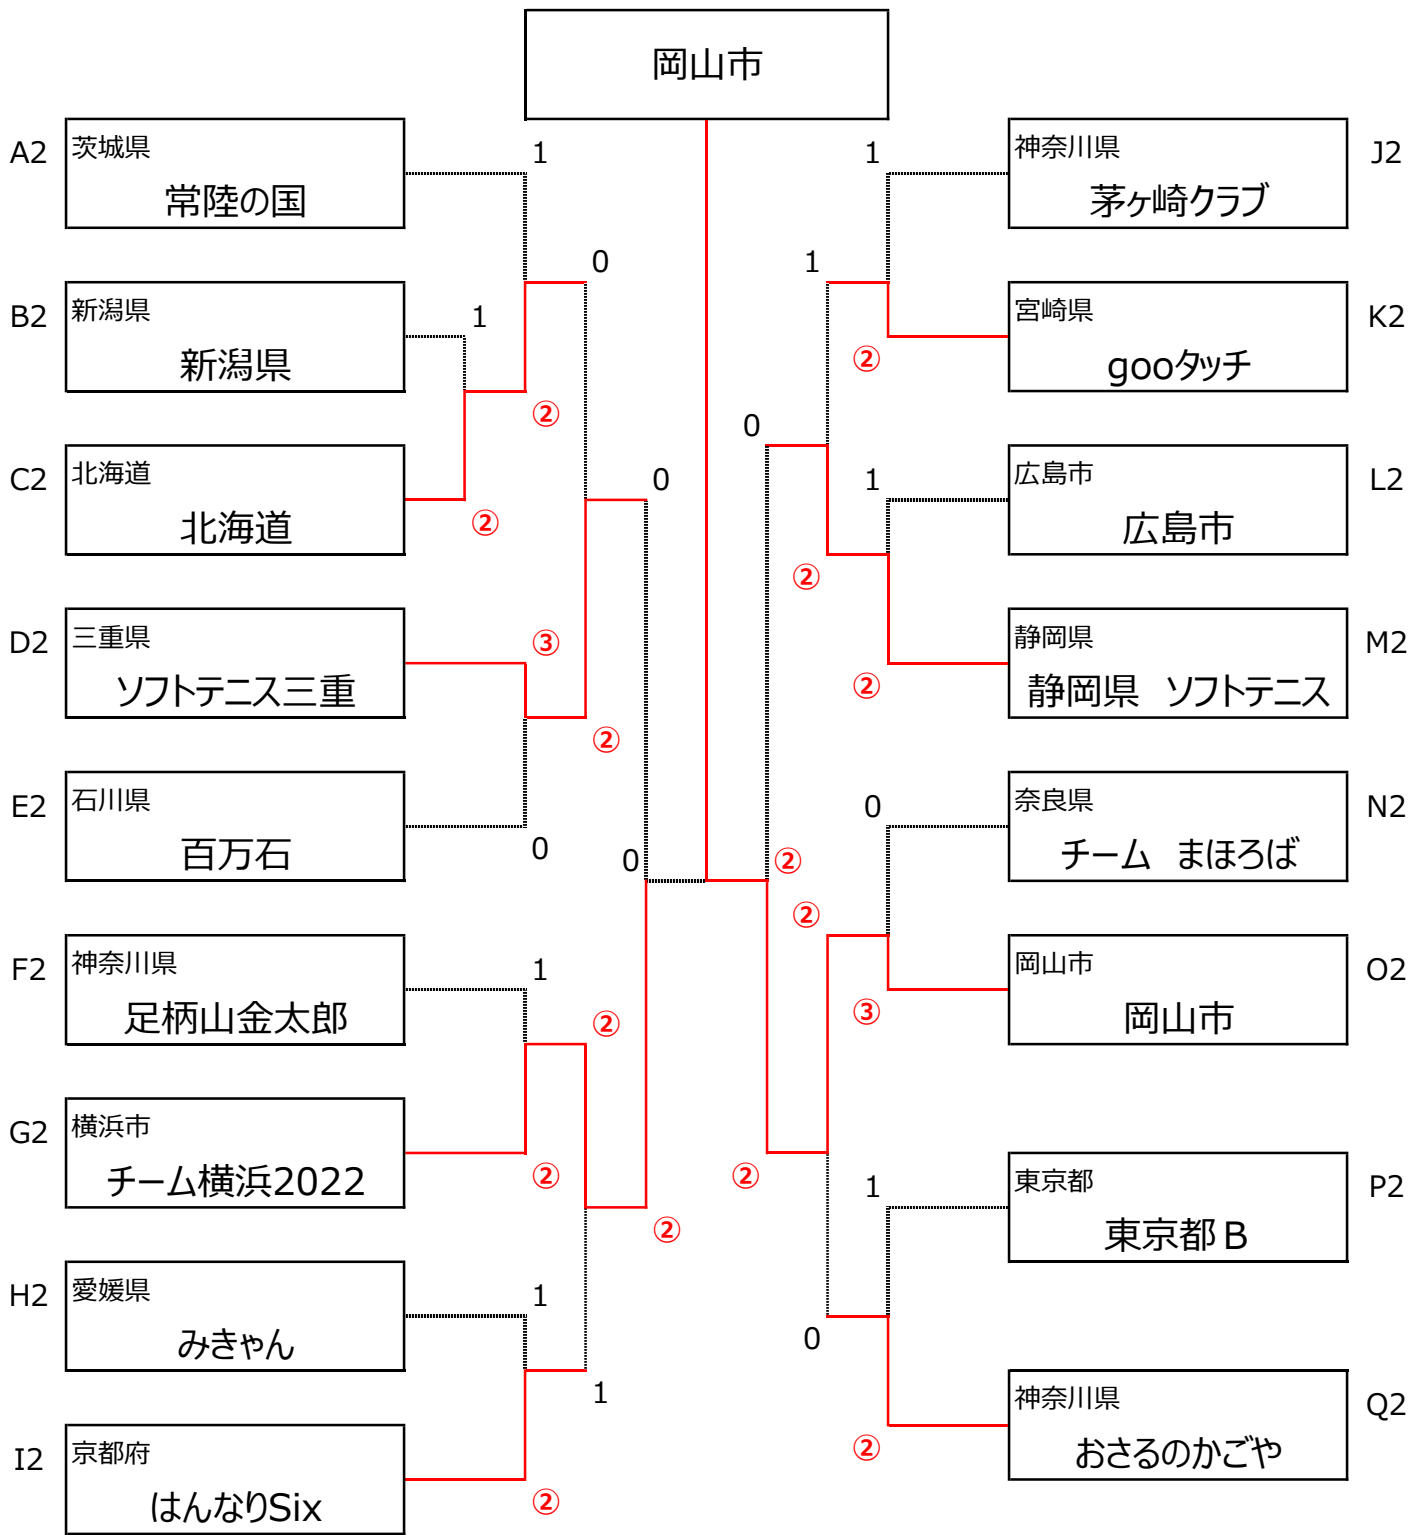 岡山市
A2
茨城県
常陸の国
1
B2
新潟県
新潟県
1
0
②
C2
北海道
北海道
②
0
D2
三重県
ソフトテニス三重
③
②
E2
石川県
百万石
0
0
F2
神奈川県
足柄山金太郎
1
②
G2
横浜市
チーム横浜2022
②
②
H2
愛媛県
みきゃん
1
1
I2
京都府
はんなりSix
②
1
神奈川県
茅ヶ崎クラブ
J2
1
②
宮崎県
gooタッチ
K2
0
1
広島市
広島市
L2
②
②
静岡県
静岡県　ソフトテニス
M2
0
奈良県
チーム　まほろば
N2
②
②
③
岡山市
岡山市
O2
②
1
東京都
東京都Ｂ
P2
0
②
神奈川県
おさるのかごや
Q2